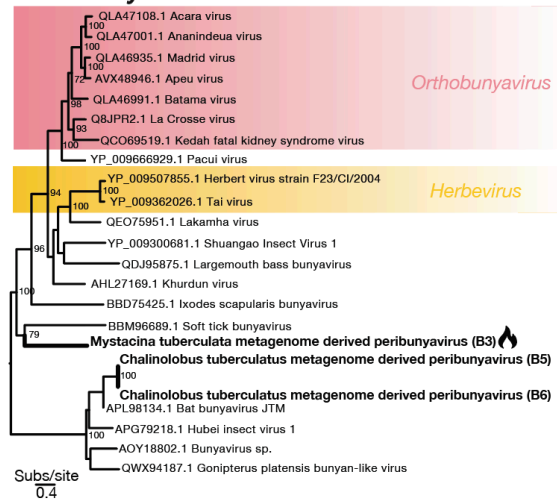 QLA47108.1 Acara virus
100
QLA47001.1 Ananindeua virus
100
QLA46935.1 Madrid virus
100
72
AVX48946.1 Apeu virus
Orthobunyavirus
QLA46991.1 Batama virus
98
Q8JPR2.1 La Crosse virus
93
QCO69519.1 Kedah fatal kidney syndrome virus
100
YP_009666929.1 Pacui virus
YP_009507855.1 Herbert virus strain F23/CI/2004
94
100
Herbevirus
YP_009362026.1 Tai virus
100
QEO75951.1 Lakamha virus
YP_009300681.1 Shuangao Insect Virus 1
96
QDJ95875.1 Largemouth bass bunyavirus
AHL27169.1 Khurdun virus
100
BBD75425.1 Ixodes scapularis bunyavirus
BBM96689.1 Soft tick bunyavirus
79
Mystacina tuberculata metagenome derived peribunyavirus (B3)
Chalinolobus tuberculatus metagenome derived peribunyavirus (B5)
100
Chalinolobus tuberculatus metagenome derived peribunyavirus (B6)
APL98134.1 Bat bunyavirus JTM
APG79218.1 Hubei insect virus 1
100
AOY18802.1 Bunyavirus sp.
QWX94187.1 Gonipterus platensis bunyan-like virus
Subs/site
0.4